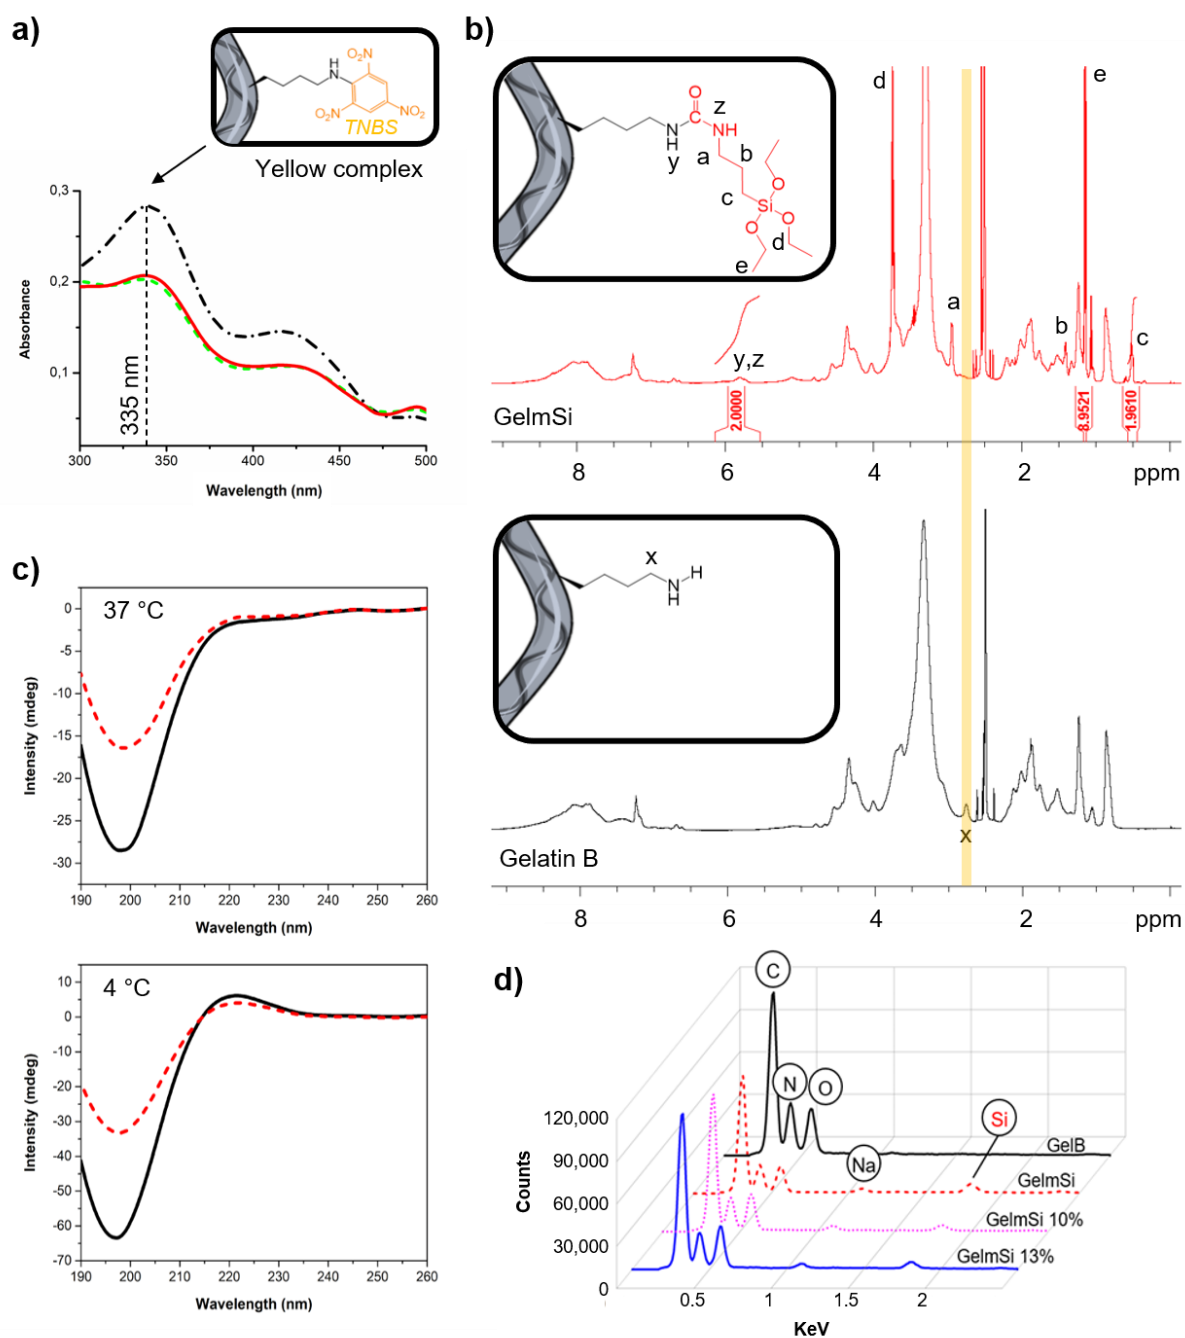 a)
NO₂
H
N
O₂N
NO₂
TNBS
Yellow complex
0,3
0,2
0,1
Absorbance
335 nm
300 350 400 450 500
Wavelength (nm)
b)
d
e
O
z
N
H
NH
y
a
b
c
Si
O
O
O
d
e
a
y,z
b
c
GelmSi
2.0000
8.9521
1.9610
8 6 4 2 ppm
x
H
N
H
x
Gelatin B
8 6 4 2 ppm
c)
37 °C
0
-5
-10
-15
-20
-25
-30
Intensity (mdeg)
190 200 210 220 230 240 250 260
Wavelength (nm)
4 °C
10
0
-10
-20
-30
-40
-50
-60
-70
Intensity (mdeg)
190 200 210 220 230 240 250 260
Wavelength (nm)
d)
C
N
O
Na
Si
GelB
GelmSi
GelmSi 10%
GelmSi 13%
120,000
90,000
60,000
30,000
0
Counts
0.5 1 1.5 2
KeV